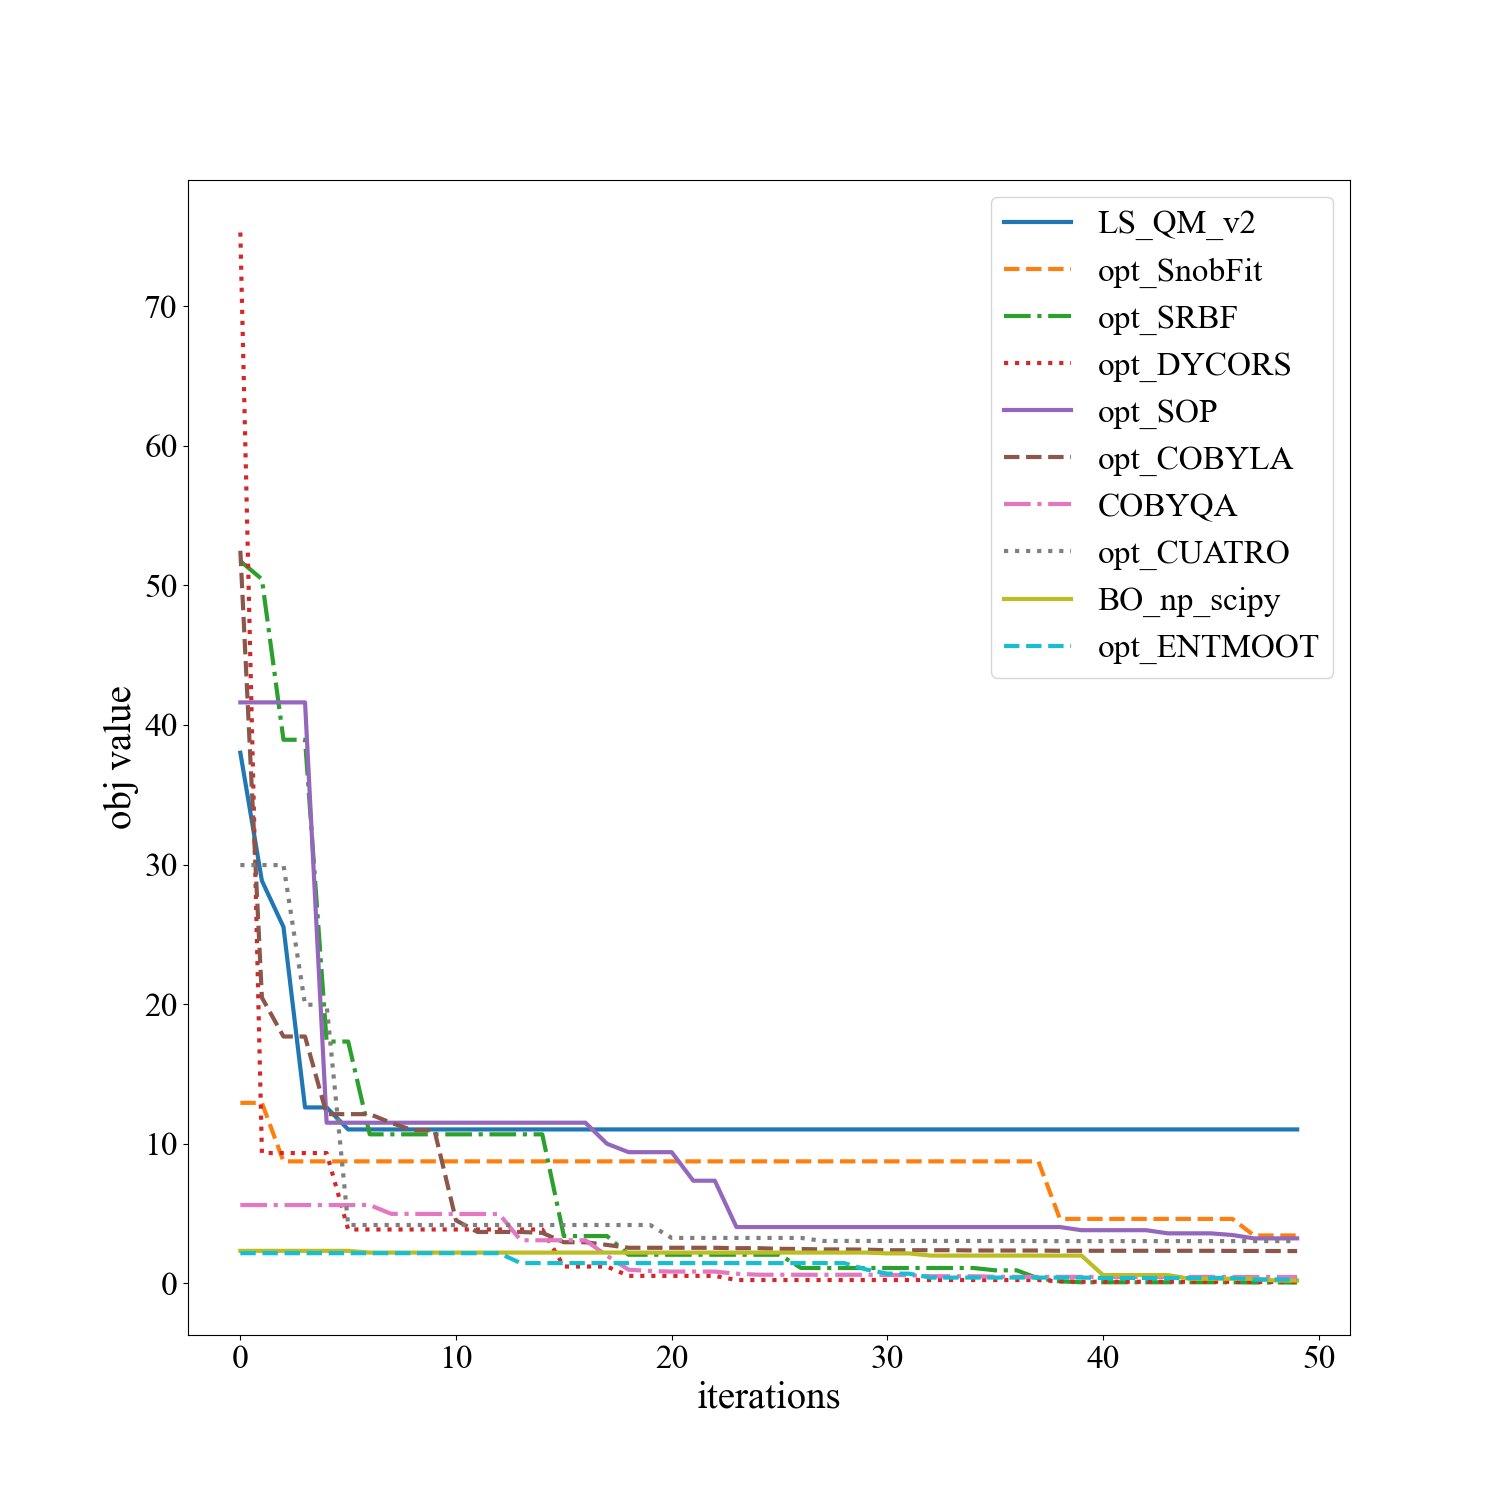 LS_QM_v2
opt_SnobFit
opt_SRBF
opt_DYCORS
opt_SOP
opt_COBYLA
COBYQA
opt_CUATRO
BO_np_scipy
opt_ENTMOOT
70
60
50
40
30
20
10
0
obj value
0 10 20 30 40 50
iterations